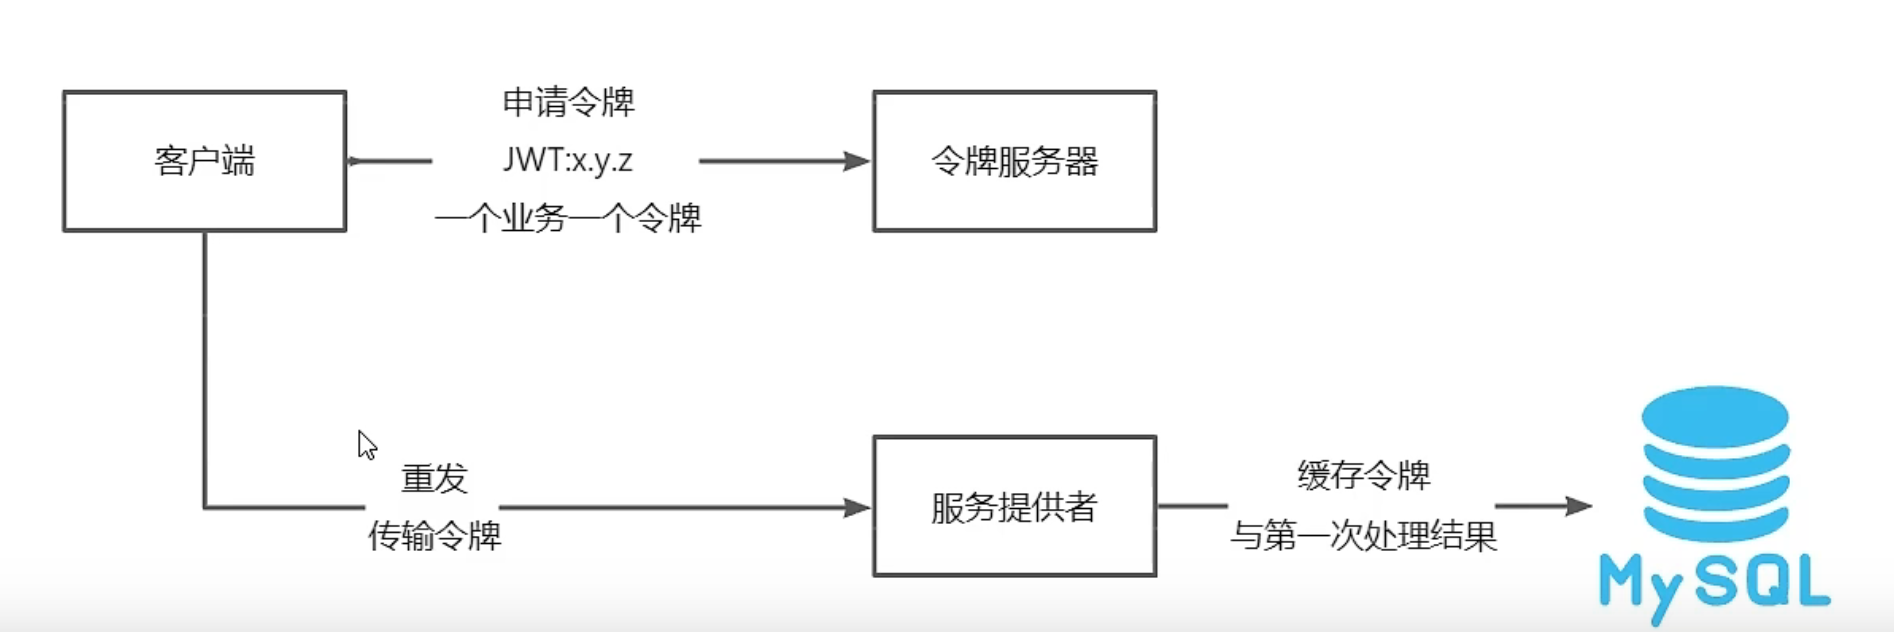 申请令牌
客户端
JWT:x.y.z
令牌服务器
一个业务一个令牌
重发
传输令牌
服务提供者
缓存令牌
与第一次处理结果
MySQL